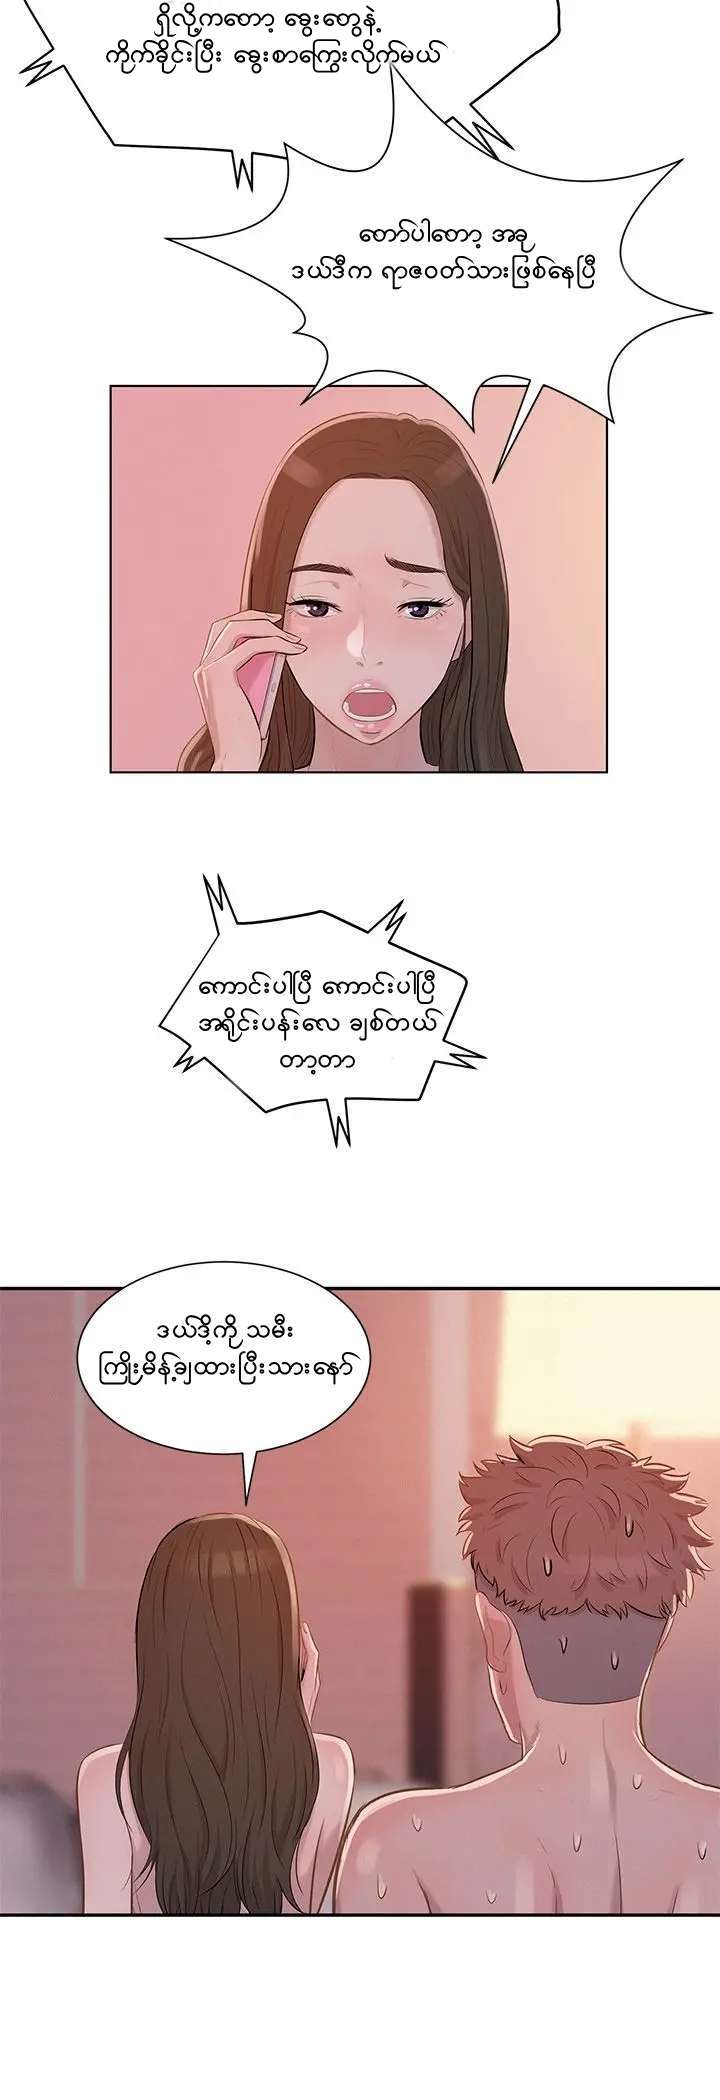 ရှိလို့ကတော့ ခွေးတွေနဲ့
ကိုက်ခိုင်းပြီး ခွေးစာကြွေးလိုက်မယ်
တော်ပါတော့ အခု
ဒယ်ဒီက ရာဇဝတ်သားဖြစ်နေပြီ
ကောင်းပါပြီ ကောင်းပါပြီ
အရိုင်းပန်းလေ ချစ်တယ်
တာ့တာ
ဒယ်ဒို့ကို သမီး
ကြိုးမိန့်ချထားပြီးသားနော်